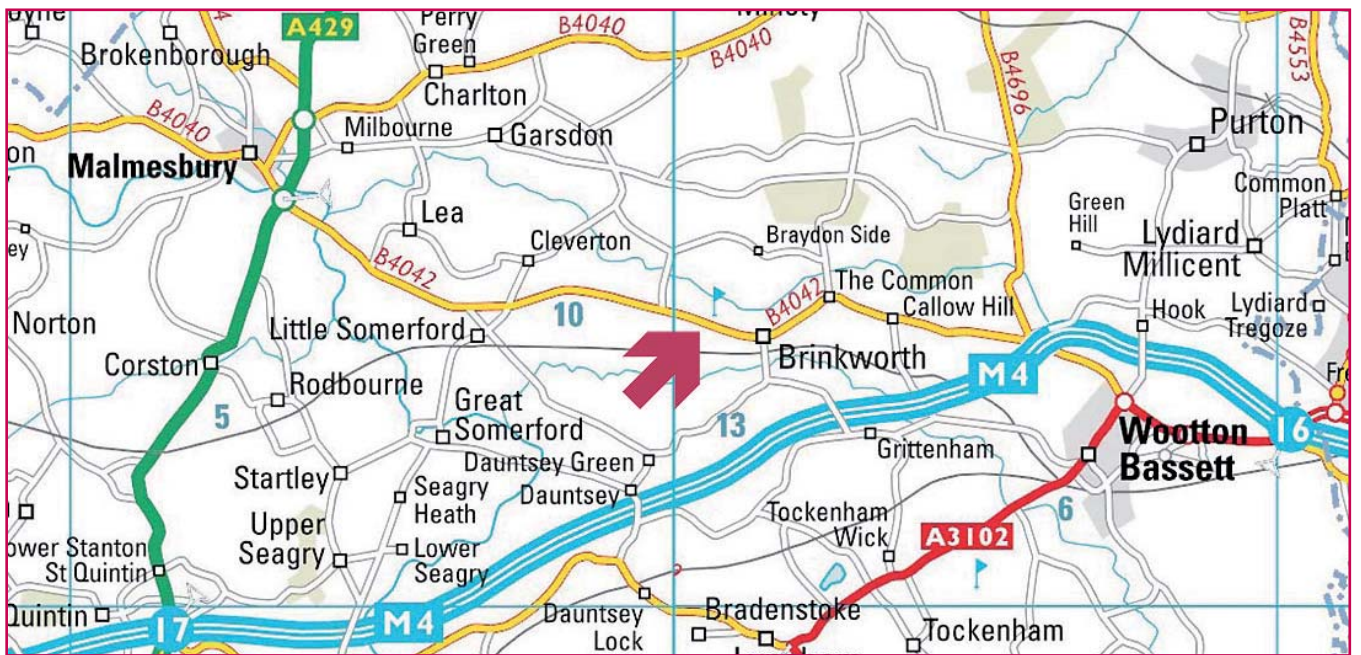 A429
Perry
Green
B4040
B4040
B4553
Brokenborough
Charlton
B4696
B4040
Milbourne
Garsdon
Purton
Malmesbury
Common
Platt
Lea
Green
Hill
Cleverton
Braydon Side
Lydiard
Millicent
B4042
B4042
The Common
Callow Hill
Hook
Lydiard
Tregoze
Norton
10
Little Somerford
Brinkworth
Corston
M4
Rodbourne
5
Great
Somerford
13
Wootton
Bassett
16
Grittenham
Dauntsey Green
Startley
Seagry
Heath
Dauntsey
6
Upper
Seagry
Tockenham
Wick
A3102
Lower
Seagry
St Quintin
Quintin
17
M4
Dauntsey
Lock
Bradenstoke
Tockenham